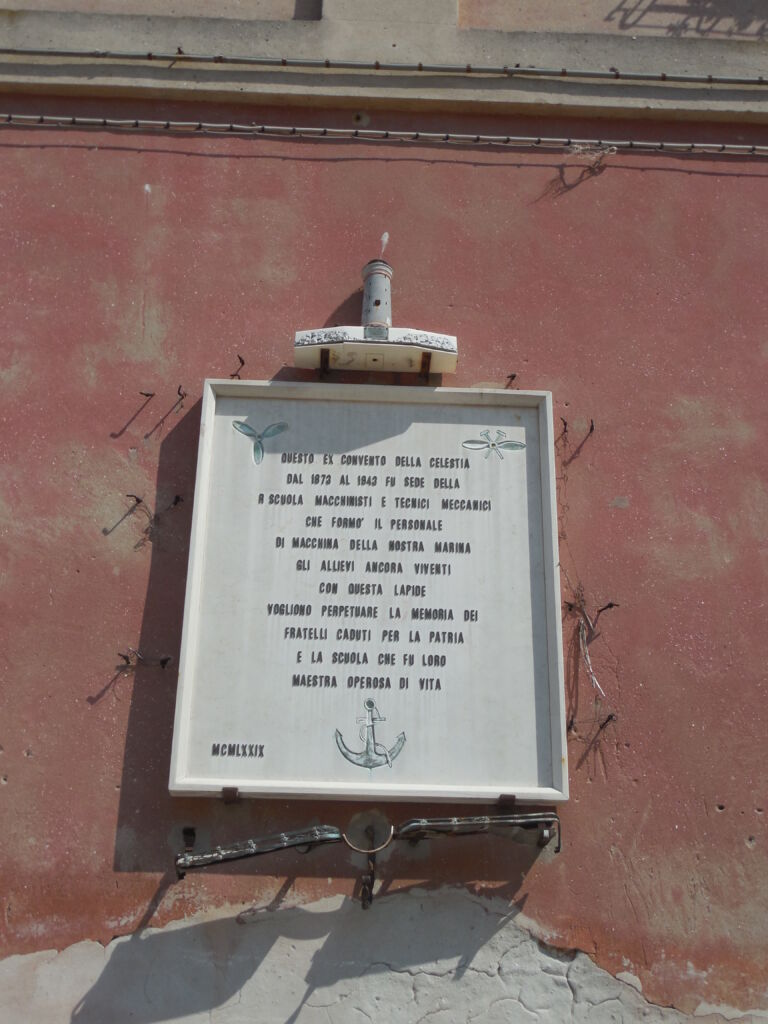 QUESTO EX CONVENTO DELLA CELESTIA
DAL 1873 AL 1943 FU SEDE DELLA
R SCUOLA MACCHINISTI E TECNICI MECCANICI
CHE FORMO' IL PERSONALE
DI MACCHINA DELLA NOSTRA MARINA
GLI ALLIEVI ANCORA VIVENTI
CON QUESTA LAPIDE
VOGLIONO PERPETUARE LA MEMORIA DEI
FRATELLI CADUTI PER LA PATRIA
E LA SCUOLA CHE FU LORO
MAESTRA OPEROSA DI VITA
MCMLXXIX